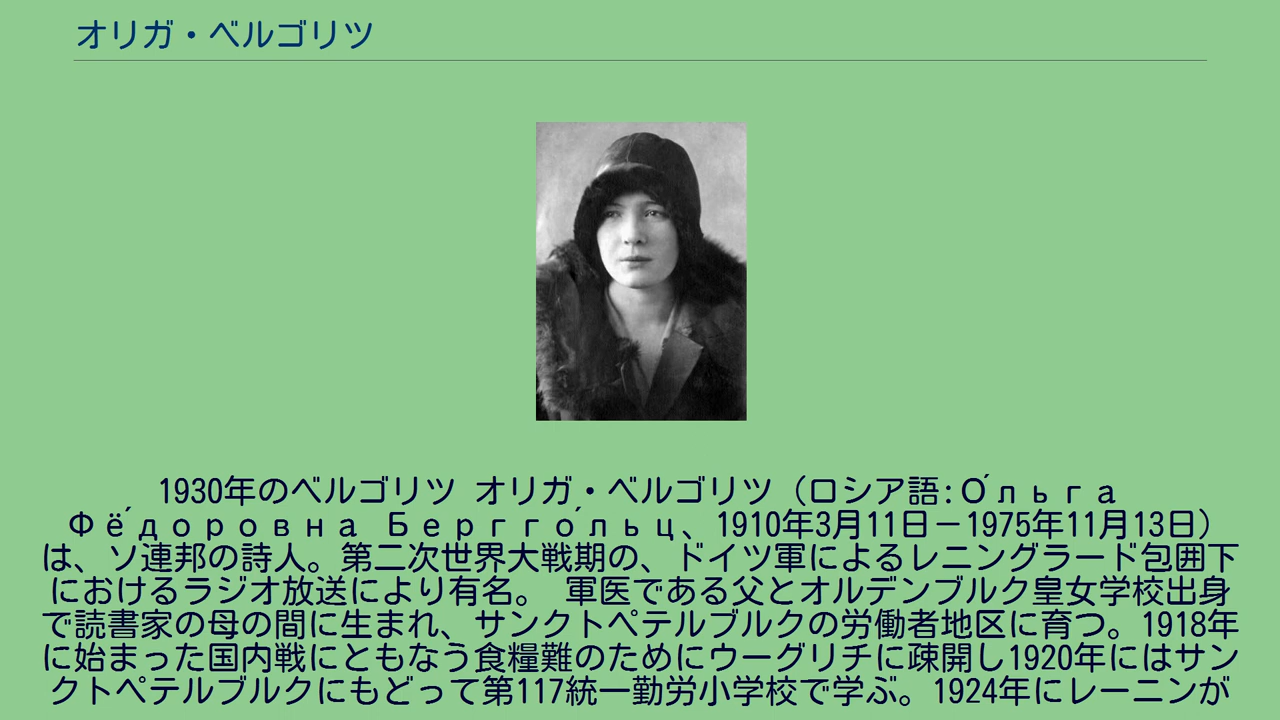 オリガ・ベルゴリツ
1930年のベルゴリツ オリガ・ベルゴリツ（ロシア語:О́льга
Фё́доровна Бергго́льц、1910年3月11日－1975年11月13日）
は、ソ連邦の詩人。第二次世界大戦期の、ドイツ軍によるレニングラード包囲下
におけるラジオ放送により有名。 軍医である父とオルデンブルク皇女学校出身
で読書家の母の間に生まれ、サンクトペテルブルクの労働者地区に育つ。1918年
に始まった国内戦にともなう食糧難のためにウーグリチに疎開し1920年にはサン
クトペテルブルクにもどって第117統一勤労小学校で学ぶ。1924年にレーニンが